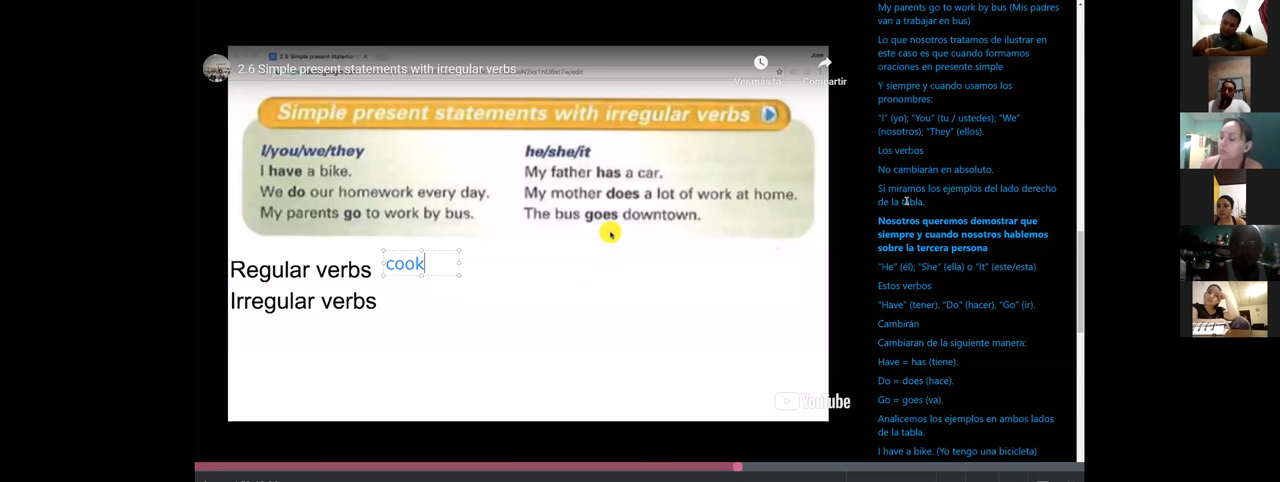 2.6 Simple present statemen
Jose
2.6 Simple present statements with irregular verbs
Ver más ta...
Compartir
Simple present statements with irregular verbs
I/you/we/they
I have a bike.
We do our homework every day.
My parents go to work by bus.
he/she/it
My father has a car.
My mother does a lot of work at home.
The bus goes downtown.
Regular verbs
cook
Irregular verbs
YouTube
My parents go to work by bus (Mis padres
van a trabajar en bus)
Lo que nosotros tratamos de ilustrar en
este caso es que cuando formamos
oraciones en presente simple
Y siempre y cuando usamos los
pronombres:
"I" (yo); "You" (tu / ustedes); "We"
(nosotros); "They" (ellos).
Los verbos
No cambiarán en absoluto.
Si miramos los ejemplos del lado derecho
de la tabla.
Nosotros queremos demostrar que
siempre y cuando nosotros hablemos
sobre la tercera persona
"He" (él); "She" (ella) o "It" (este/esta).
Estos verbos
"Have" (tener). "Do" (hacer). "Go" (ir).
Cambirán
Cambiaran de la siguiente manera:
Have = has (tiene).
Do = does (hace).
Go = goes (va).
Analicemos los ejemplos en ambos lados
de la tabla.
I have a bike. (Yo tengo una bicicleta)